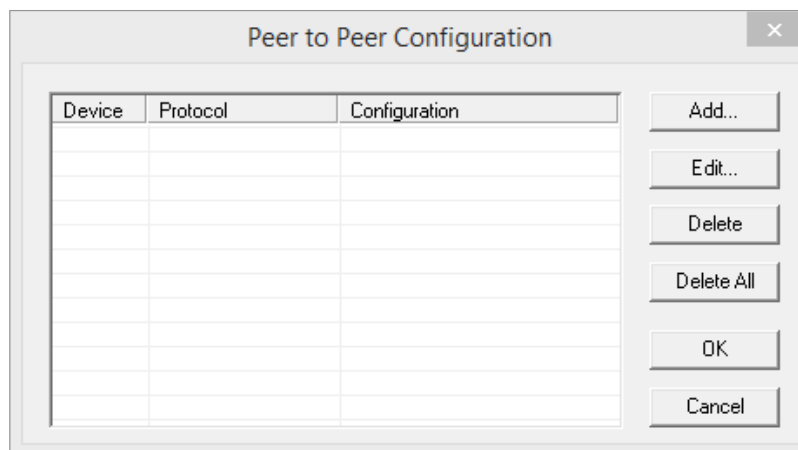 Peer to Peer Configuration
Device Protocol Configuration
Add...
Edit...
Delete
Delete All
OK
Cancel